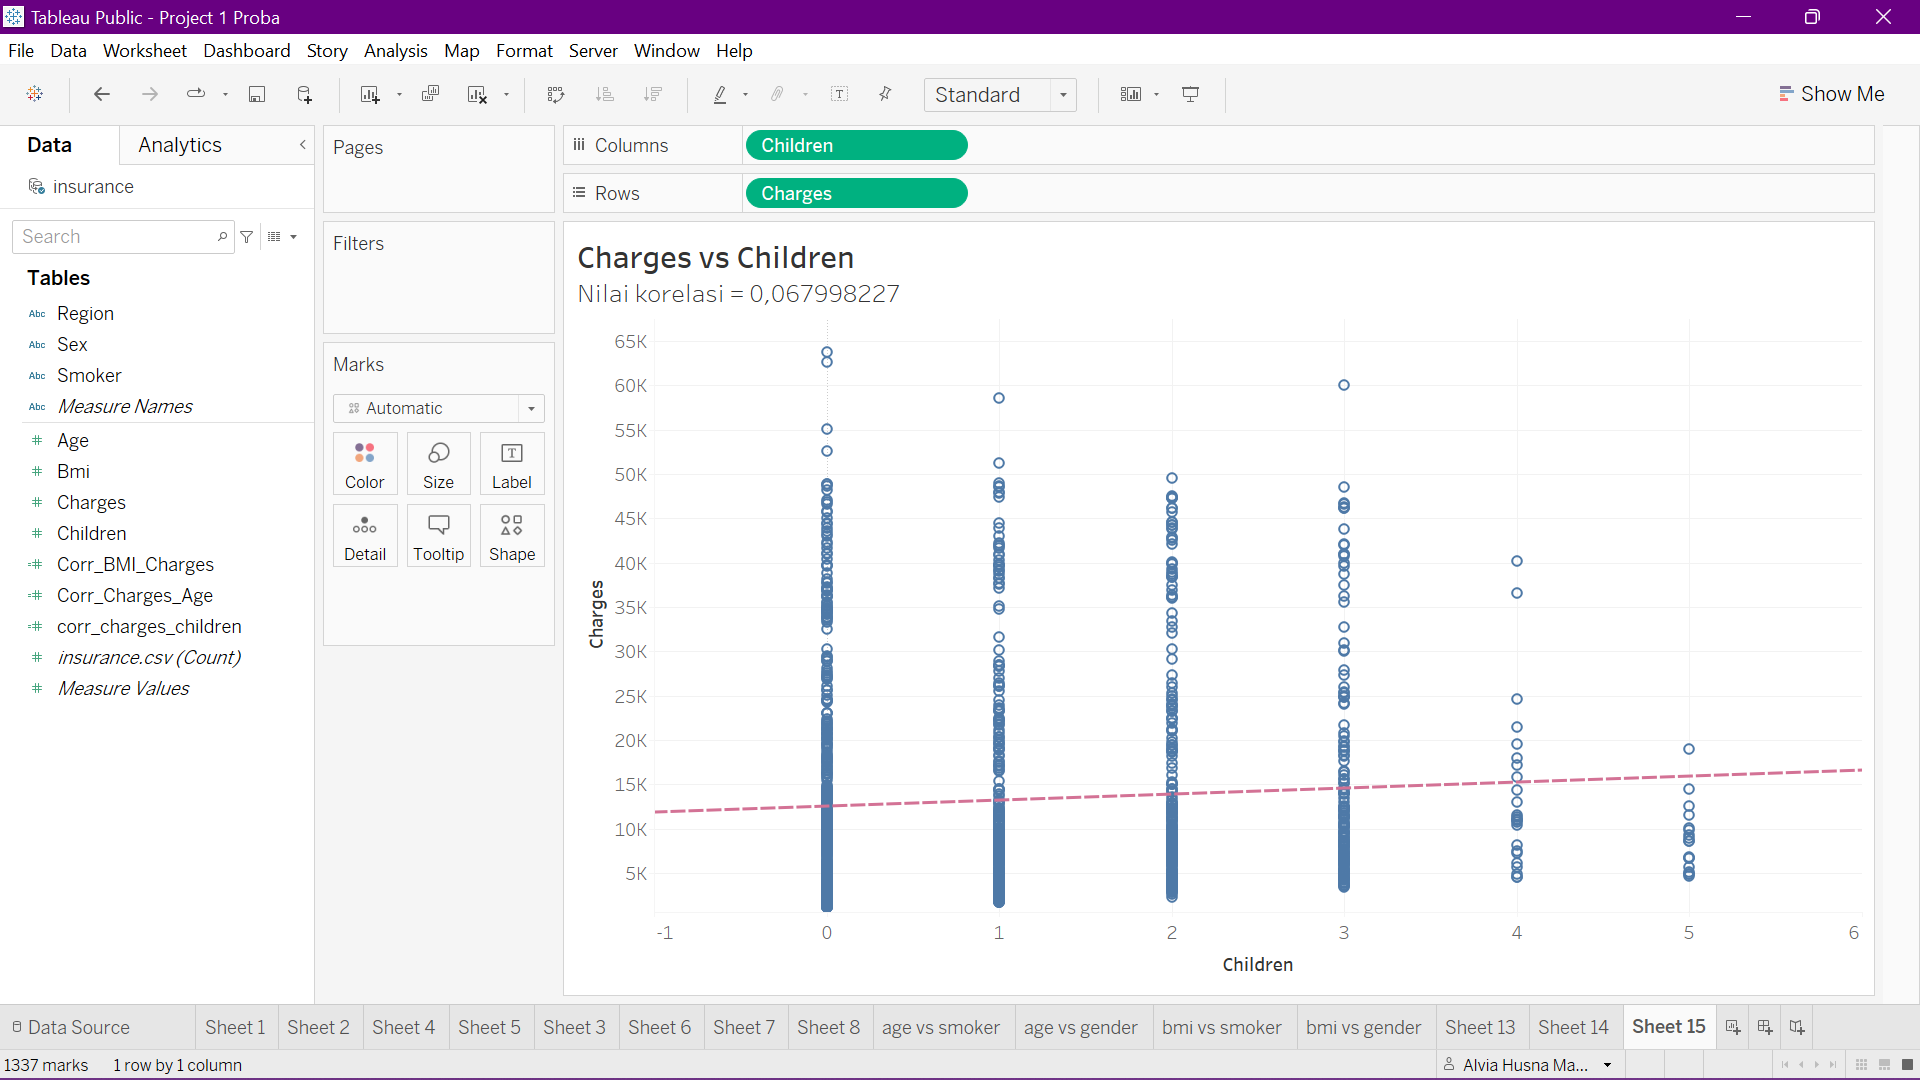 Tableau Public - Project 1 Proba
File Data Worksheet Dashboard Story Analysis Map Format Server Window Help
Standard
Show Me
Data Analytics
insurance
Search
Tables
Abc Region
Abc Sex
Abc Smoker
Abc Measure Names
# Age
# Bmi
# Charges
# Children
=# Corr_BMI_Charges
=# Corr_Charges_Age
=# corr_charges_children
# insurance.csv (Count)
# Measure Values
Pages
Filters
Marks
Automatic
Color Size Label
Detail Tooltip Shape
Columns Children
Rows Charges
Charges vs Children
Nilai korelasi = 0,067998227
65K
60K
55K
50K
45K
40K
35K
30K
25K
20K
15K
10K
5K
Charges
-1 0 1 2 3 4 5 6
Children
Data Source Sheet 1 Sheet 2 Sheet 4 Sheet 5 Sheet 3 Sheet 6 Sheet 7 Sheet 8 age vs smoker age vs gender bmi vs smoker bmi vs gender Sheet 13 Sheet 14 Sheet 15
1337 marks 1 row by 1 column Alvia Husna Ma...